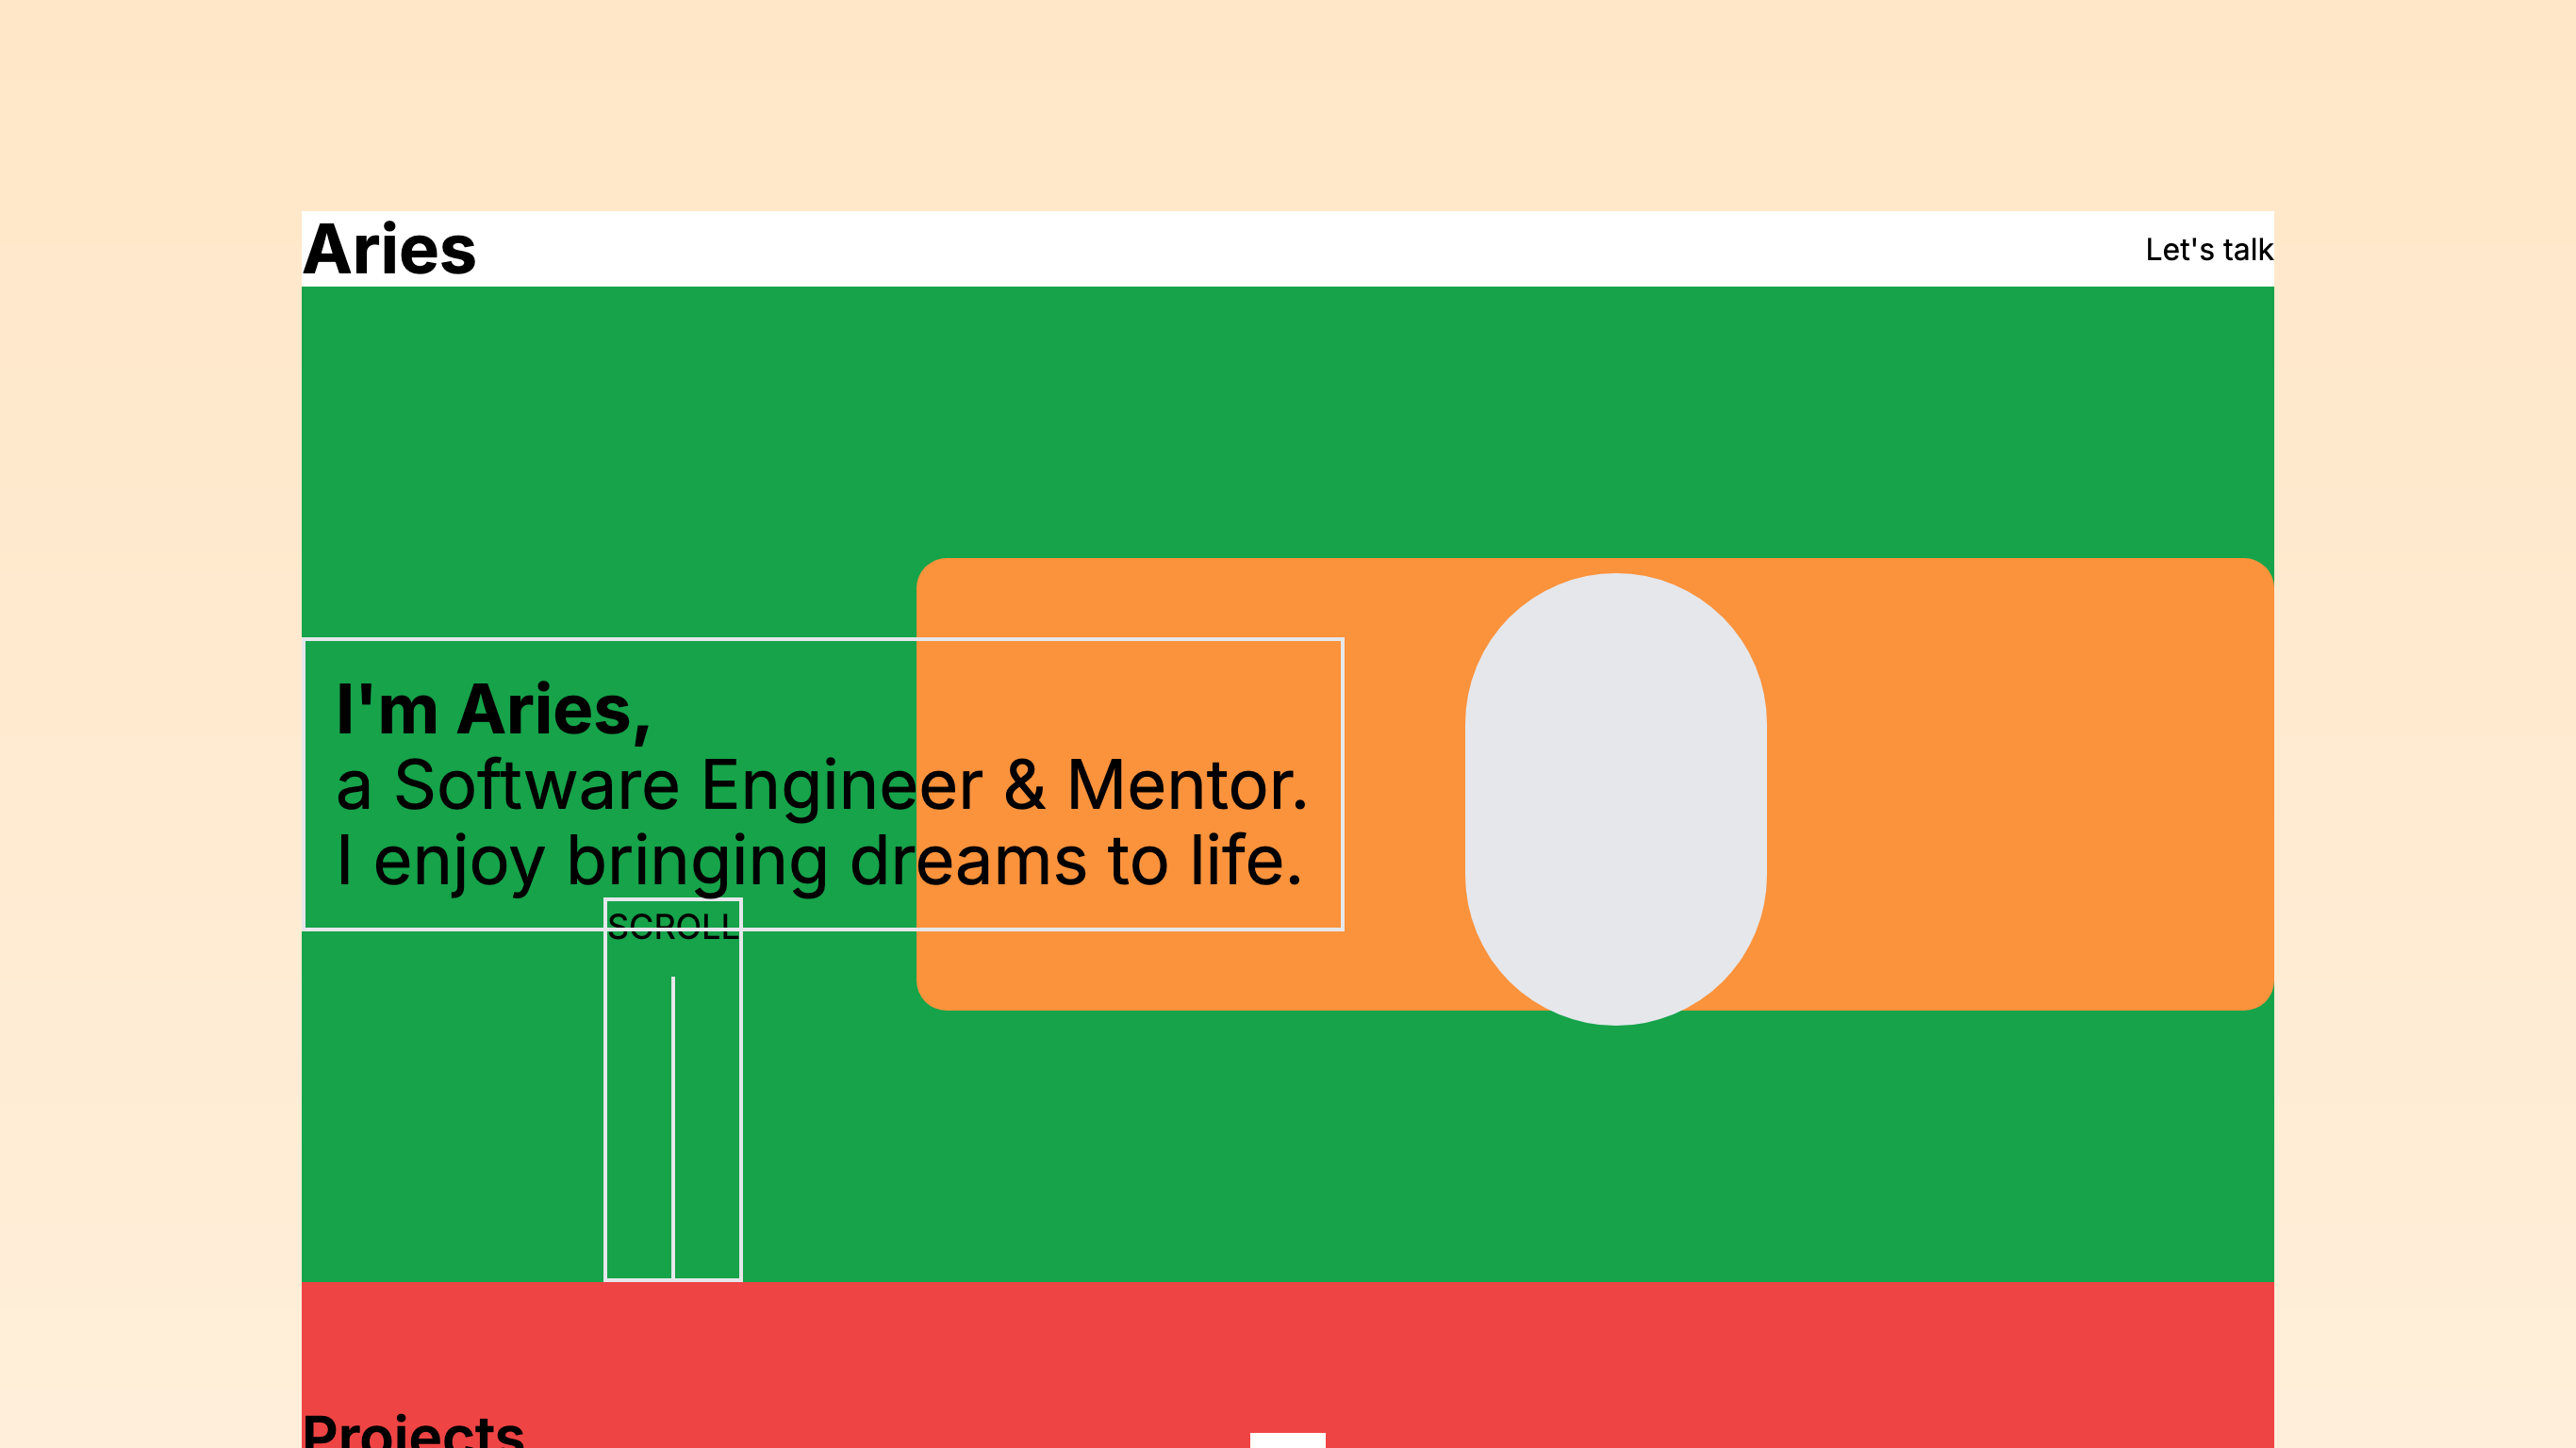 Aries
Let's talk
I'm Aries,
a Software Engineer & Mentor.
I enjoy bringing dreams to life.
SCROLL
Projects